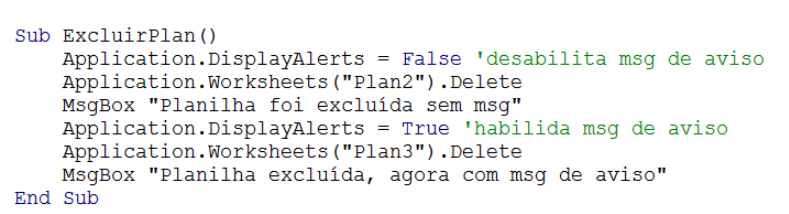 Sub ExcluirPlan()
    Application.DisplayAlerts = False 'desabilita msg de aviso
    Application.Worksheets("Plan2").Delete
    MsgBox "Planilha foi excluída sem msg"
    Application.DisplayAlerts = True 'habilida msg de aviso
    Application.Worksheets("Plan3").Delete
    MsgBox "Planilha excluída, agora com msg de aviso"
End Sub